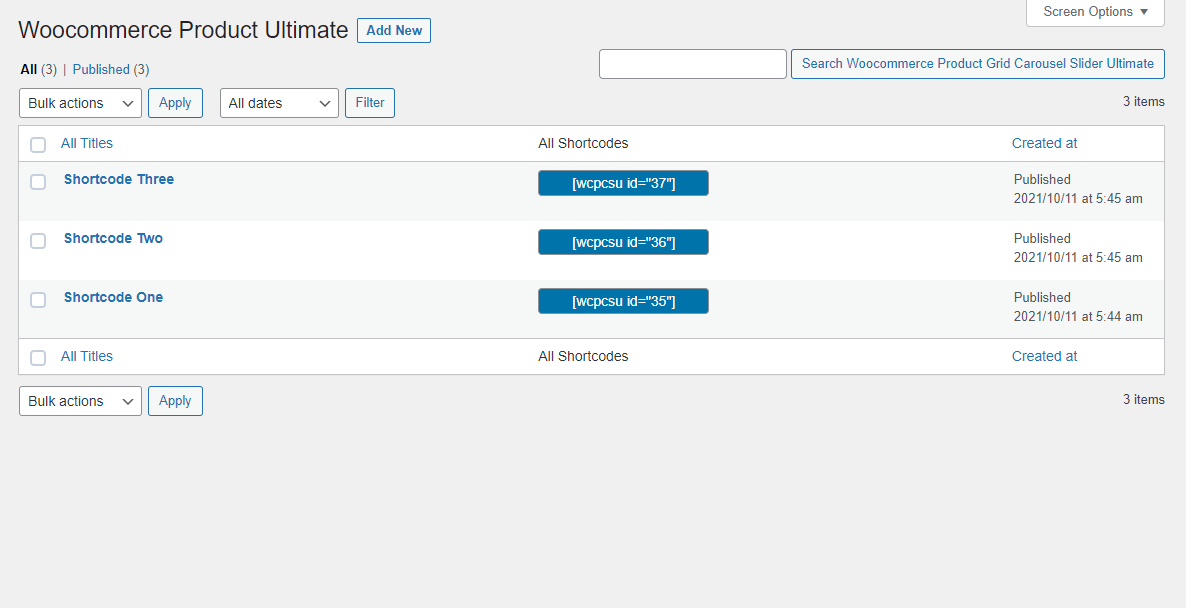 Screen Options ▼
Woocommerce Product Ultimate Add New
All (3) | Published (3)
Search Woocommerce Product Grid Carousel Slider Ultimate
Bulk actions Apply All dates Filter 3 items
All Titles All Shortcodes Created at
Shortcode Three [wcpcsu id="37"] Published
2021/10/11 at 5:45 am
Shortcode Two [wcpcsu id="36"] Published
2021/10/11 at 5:45 am
Shortcode One [wcpcsu id="35"] Published
2021/10/11 at 5:44 am
All Titles All Shortcodes Created at
Bulk actions Apply 3 items